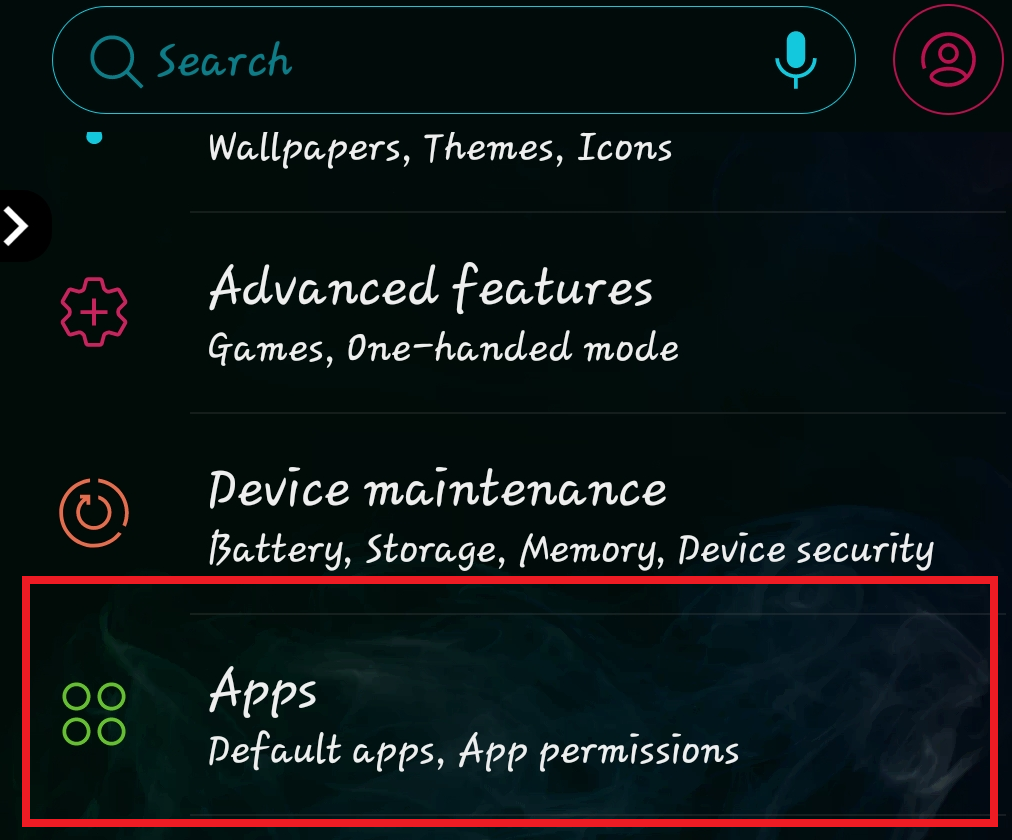 Search
Wallpapers, Themes, Icons
Advanced features
Games, One-handed mode
Device maintenance
Battery, Storage, Memory, Device security
Apps
Default apps, App permissions